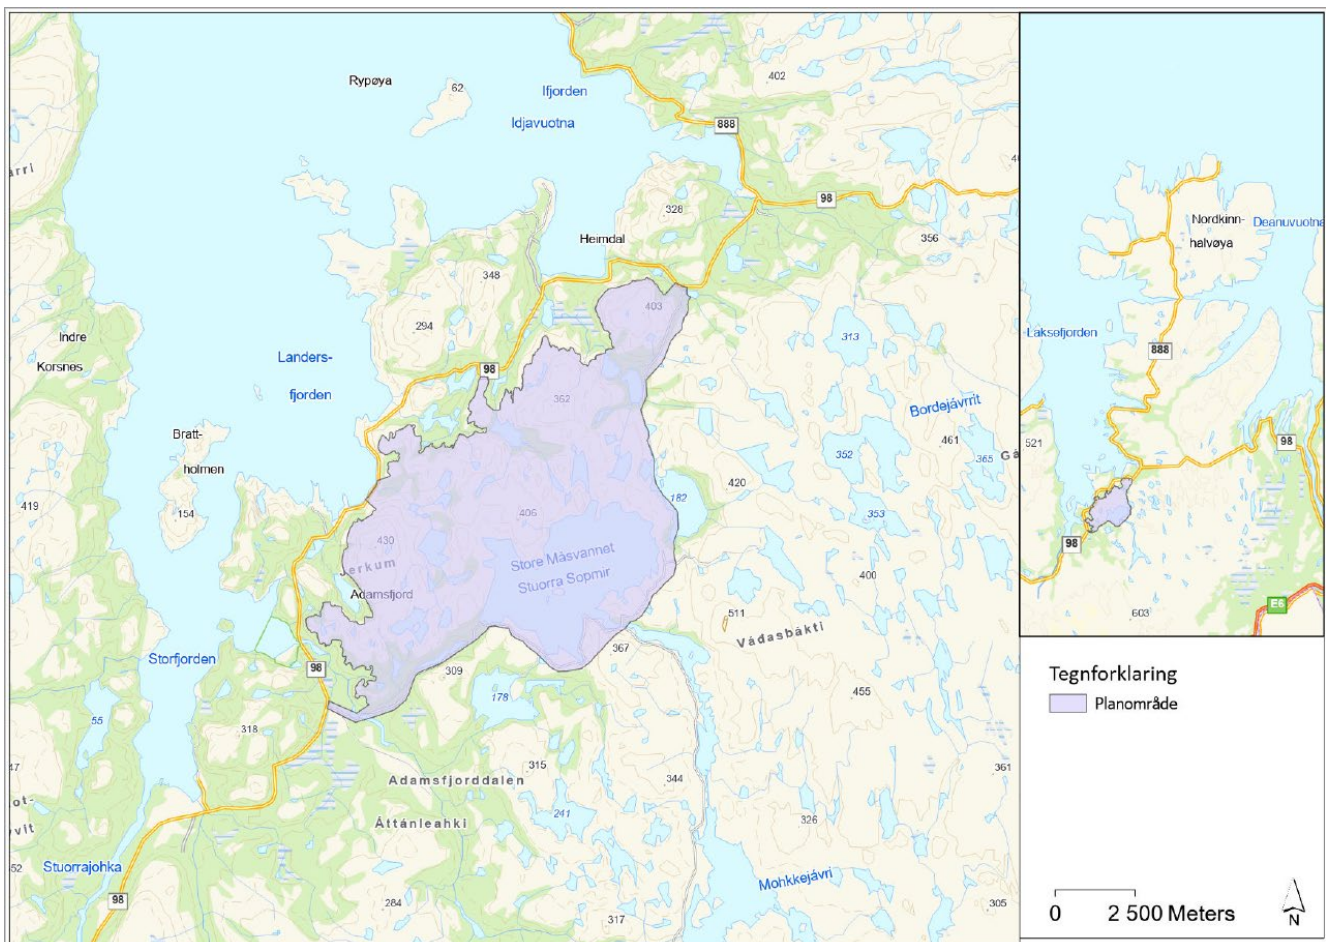 Rypøya
62
402
Ifjorden
Idjavuotna
888
98
328
Heimdal
356
348
403
294
313
Indre
Korsnes
Landers-
fjorden
98
362
Bordejávrrit
Bratt-
holmen
461
352
365
420
182
419
154
353
406
430
Jerkum
Store Måsvannet
Stuorra Sopmir
400
Adamsfjord
511
Vádasbákti
367
Storfjorden
98
309
178
455
55
318
Adamsfjorddalen
315
344
361
Áttánleahki
241
326
Stuorrajohka
Mohkkejávri
98
284
317
305
Nordkinn-
halvøya
Deanuvuotna
Laksefjorden
888
521
98
98
E6
603
Tegnforklaring
Planområde
0 2 500 Meters
N